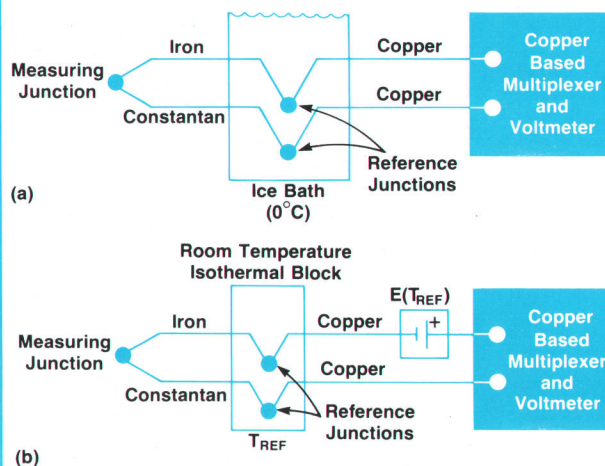 Iron
Copper
Measuring
Junction
Constantan
Copper
Copper
Based
Multiplexer
and
Voltmeter
Reference
Junctions
(a)
Ice Bath
(0°C)
Room Temperature
Isothermal Block
E(TREF)
+
Iron
Copper
Measuring
Junction
Constantan
Copper
Copper
Based
Multiplexer
and
Voltmeter
Reference
Junctions
TREF
(b)